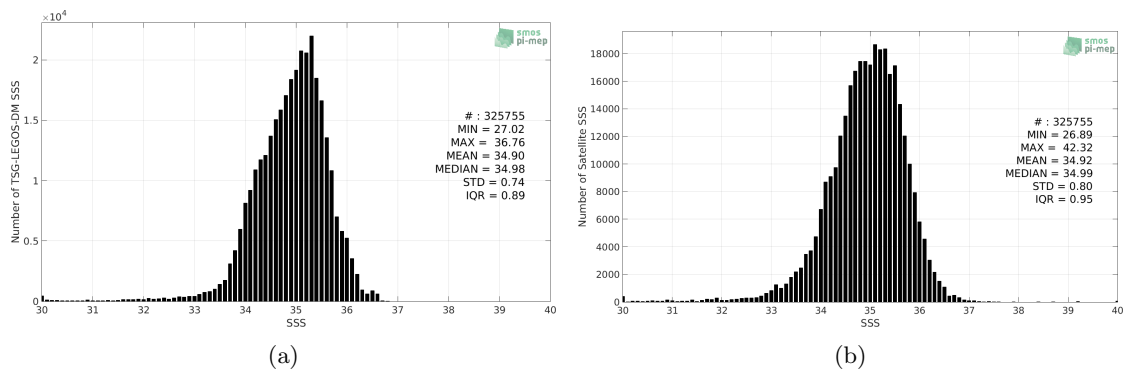 ×10⁴
smos
pi-mep
Number of TSG-LEGOS-DM SSS
2
1.5
1
0.5
0
# : 325755
MIN = 27.02
MAX = 36.76
MEAN = 34.90
MEDIAN = 34.98
STD = 0.74
IQR = 0.89
30 31 32 33 34 35 36 37 38 39 40
SSS
(a)
smos
pi-mep
Number of Satellite SSS
18000
16000
14000
12000
10000
8000
6000
4000
2000
0
# : 325755
MIN = 26.89
MAX = 42.32
MEAN = 34.92
MEDIAN = 34.99
STD = 0.80
IQR = 0.95
30 31 32 33 34 35 36 37 38 39 40
SSS
(b)